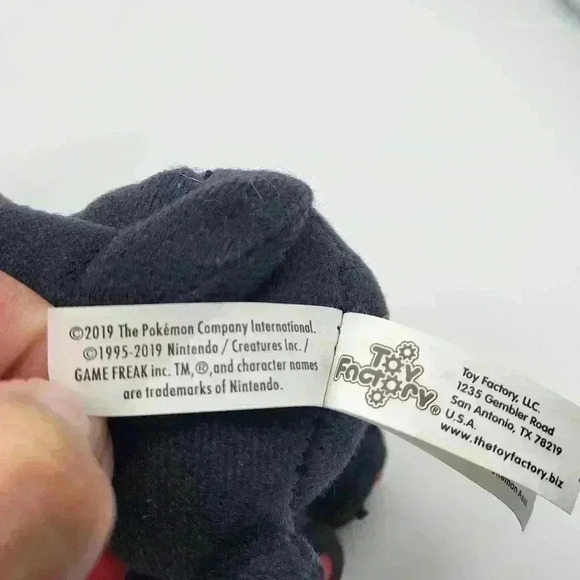 ©2019 The Pokémon Company International.
©1995-2019 Nintendo / Creatures Inc. /
GAME FREAK inc. TM,®,and character names
are trademarks of Nintendo.
Toy
Factory®
Toy Factory, LLC.
1235 Gembler Road
San Antonio, TX 78219
U.S.A.
www.thetoyfactory.biz